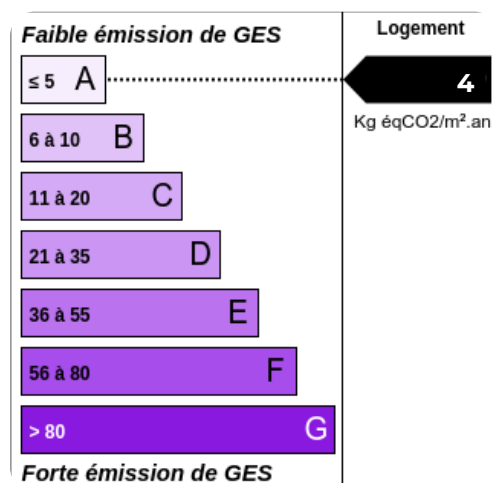 Faible émission de GES
Logement
≤ 5 A
4
Kg éqCO2/m².an
6 à 10 B
11 à 20 C
21 à 35 D
36 à 55 E
56 à 80 F
> 80 G
Forte émission de GES